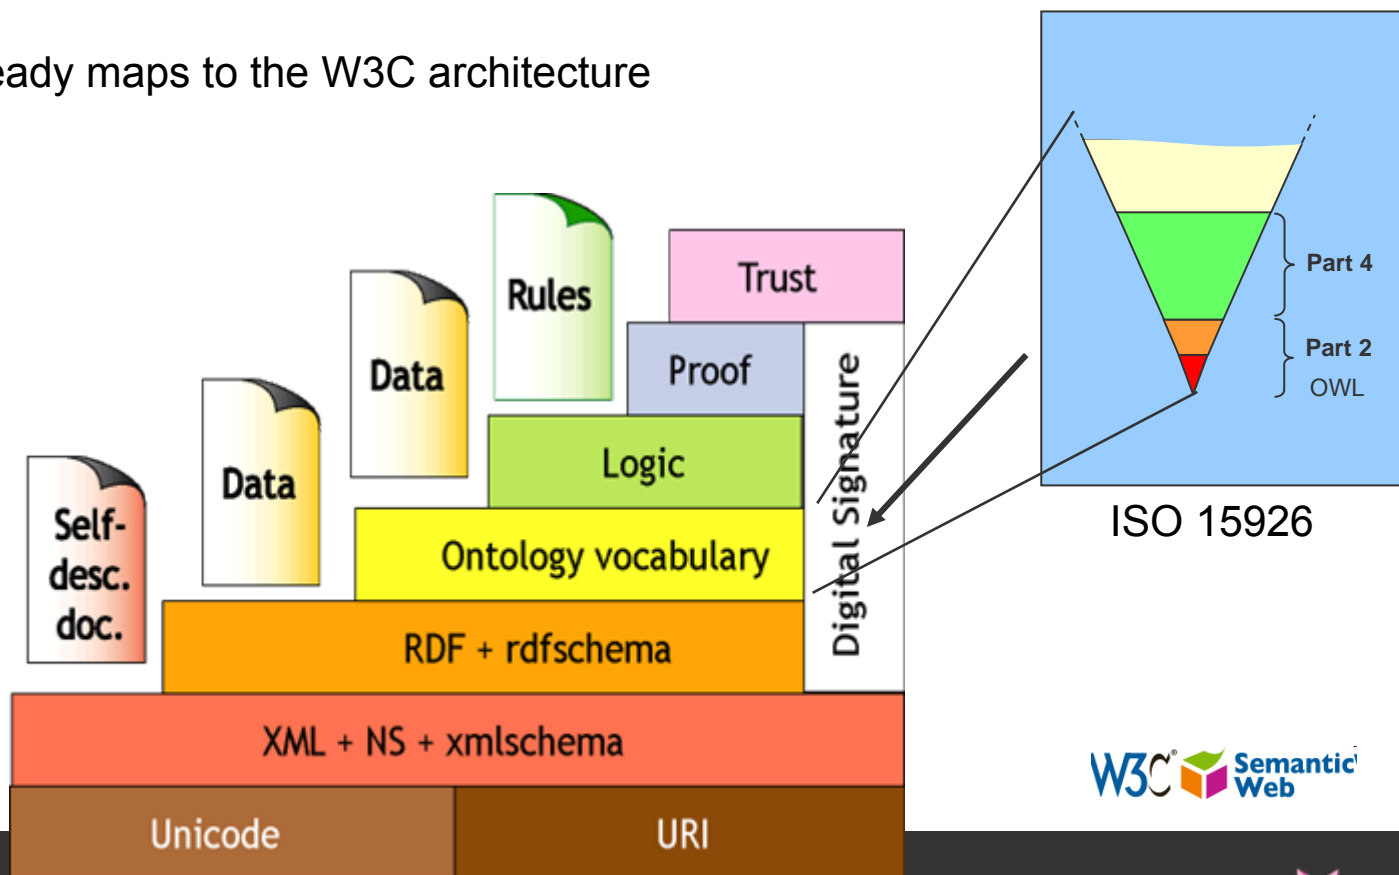 eady maps to the W3C architecture
Part 4
Part 2
OWL
ISO 15926
Trust
Rules
Proof
Data
Logic
Digital Signature
Data
Ontology vocabulary
Self-
desc.
doc.
RDF + rdfschema
XML + NS + xmlschema
Unicode
URI
W3C®
Semantic
Web